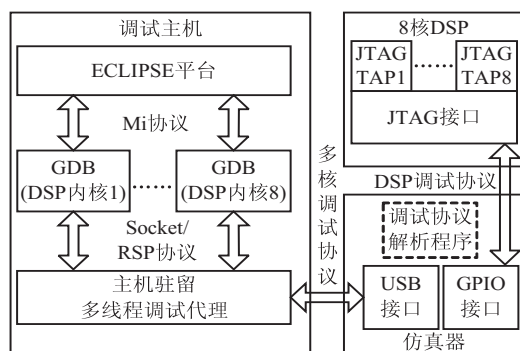 调试主机
ECLIPSE平台
Mi协议
GDB
(DSP内核1)
……
GDB
(DSP内核8)
Socket/
RSP协议
主机驻留
多线程调试代理
多核调试协议
8核DSP
JTAG
TAP1
……
JTAG
TAP8
JTAG接口
DSP调试协议
调试协议
解析程序
USB
接口
GPIO
接口
仿真器